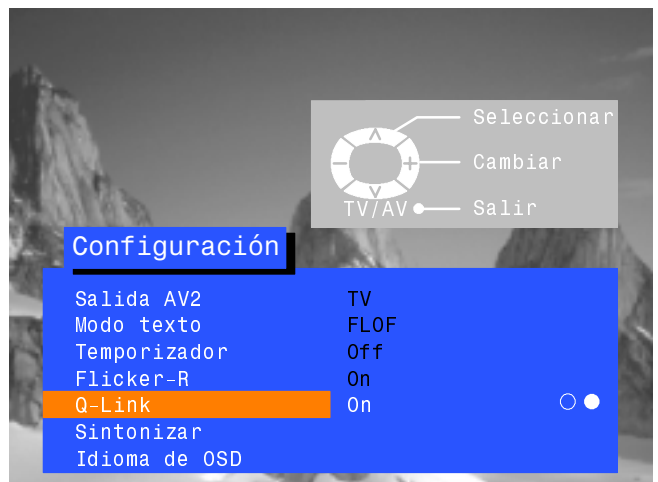 Seleccionar
Cambiar
TV/AV Salir
Configuración
Salida AV2 TV
Modo texto FLOF
Temporizador Off
Flicker-R On
Q-Link On
Sintonizar
Idioma de OSD